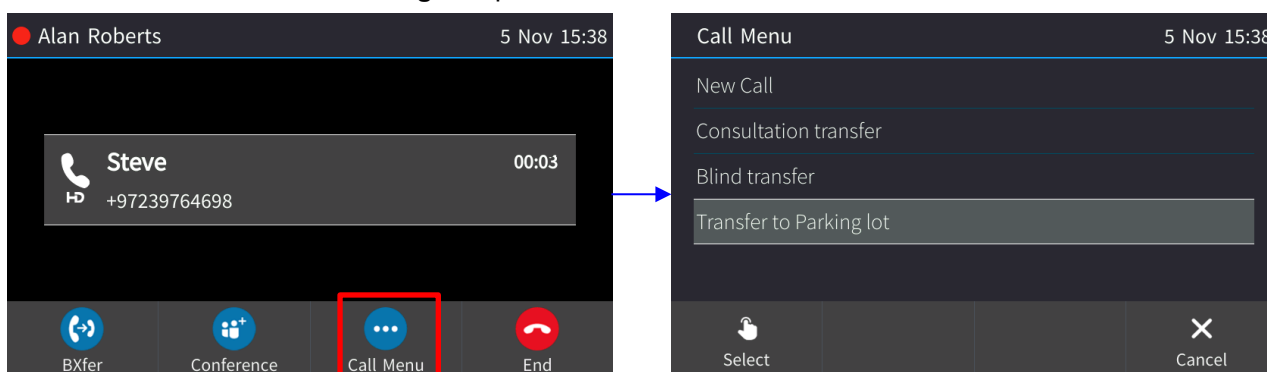 Alan Roberts 5 Nov 15:38
Steve 00:03
HD +97239764698
BXfer Conference Call Menu End
Call Menu 5 Nov 15:38
New Call
Consultation transfer
Blind transfer
Transfer to Parking lot
Select Cancel